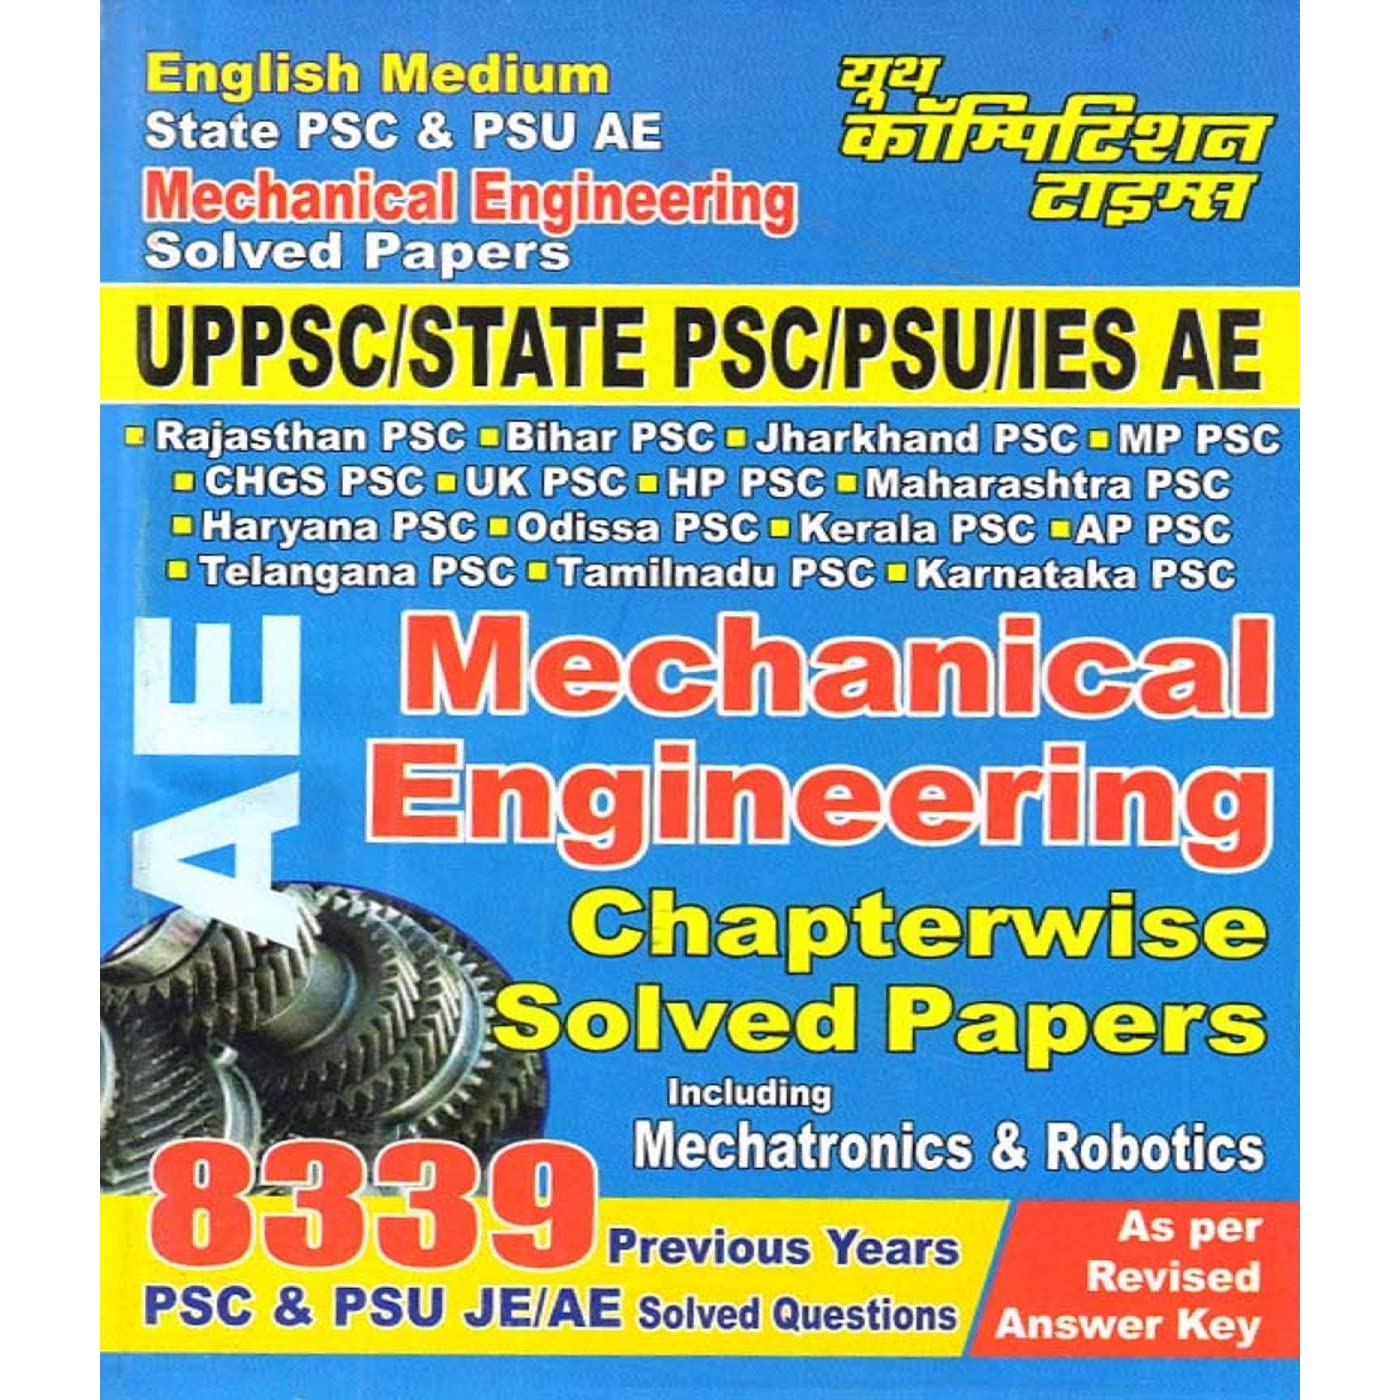 English Medium
State PSC & PSU AE
Mechanical Engineering
Solved Papers
यूथ
कॉम्पिटिशन
टाइम्स
UPPSC/STATE PSC/PSU/IES AE
Rajasthan PSC Bihar PSC Jharkhand PSC MP PSC
CHGS PSC UK PSC HP PSC Maharashtra PSC
Haryana PSC Odissa PSC Kerala PSC AP PSC
Telangana PSC Tamilnadu PSC Karnataka PSC
AE
Mechanical
Engineering
Chapterwise
Solved Papers
Including
Mechatronics & Robotics
8339 Previous Years
PSC & PSU JE/AE Solved Questions
As per
Revised
Answer Key